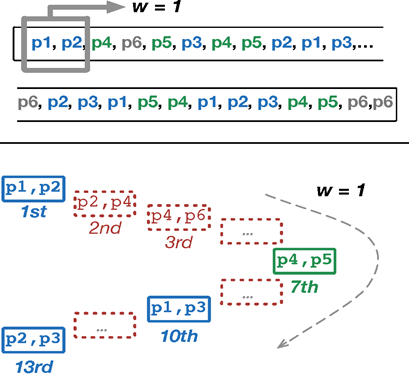 w = 1
p1, p2, p4, p6, p5, p3, p4, p5, p2, p1, p3,...
p6, p2, p3, p1, p5, p4, p1, p2, p3, p4, p5, p6,p6
w = 1
p1,p2
1st
p2,p4
2nd
p4,p6
3rd
...
p4,p5
7th
...
p1,p3
10th
...
p2,p3
13rd